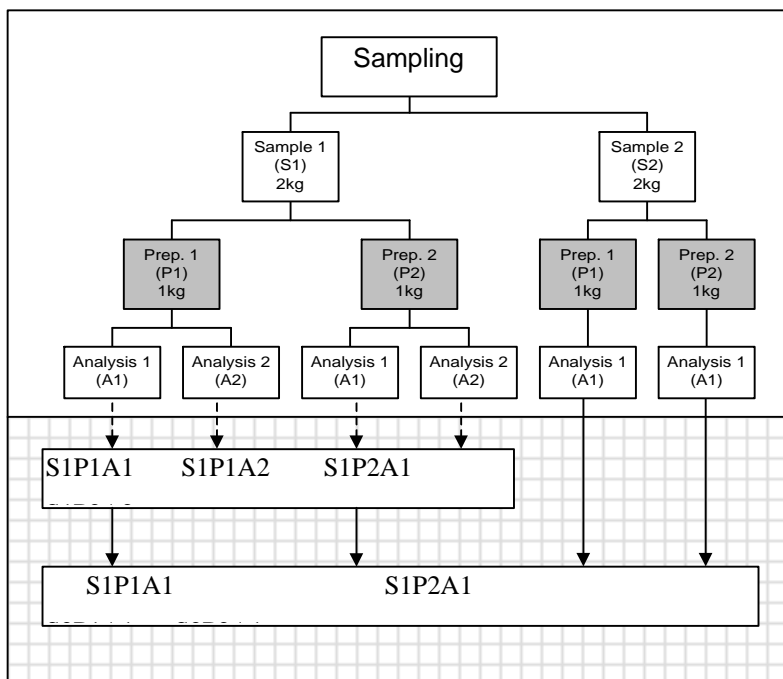 Sampling
Sample 1
(S1)
2kg
Sample 2
(S2)
2kg
Prep. 1
(P1)
1kg
Prep. 2
(P2)
1kg
Prep. 1
(P1)
1kg
Prep. 2
(P2)
1kg
Analysis 1
(A1)
Analysis 2
(A2)
Analysis 1
(A1)
Analysis 2
(A2)
Analysis 1
(A1)
Analysis 1
(A1)
S1P1A1 S1P1A2 S1P2A1
S1P1A1 S1P2A1